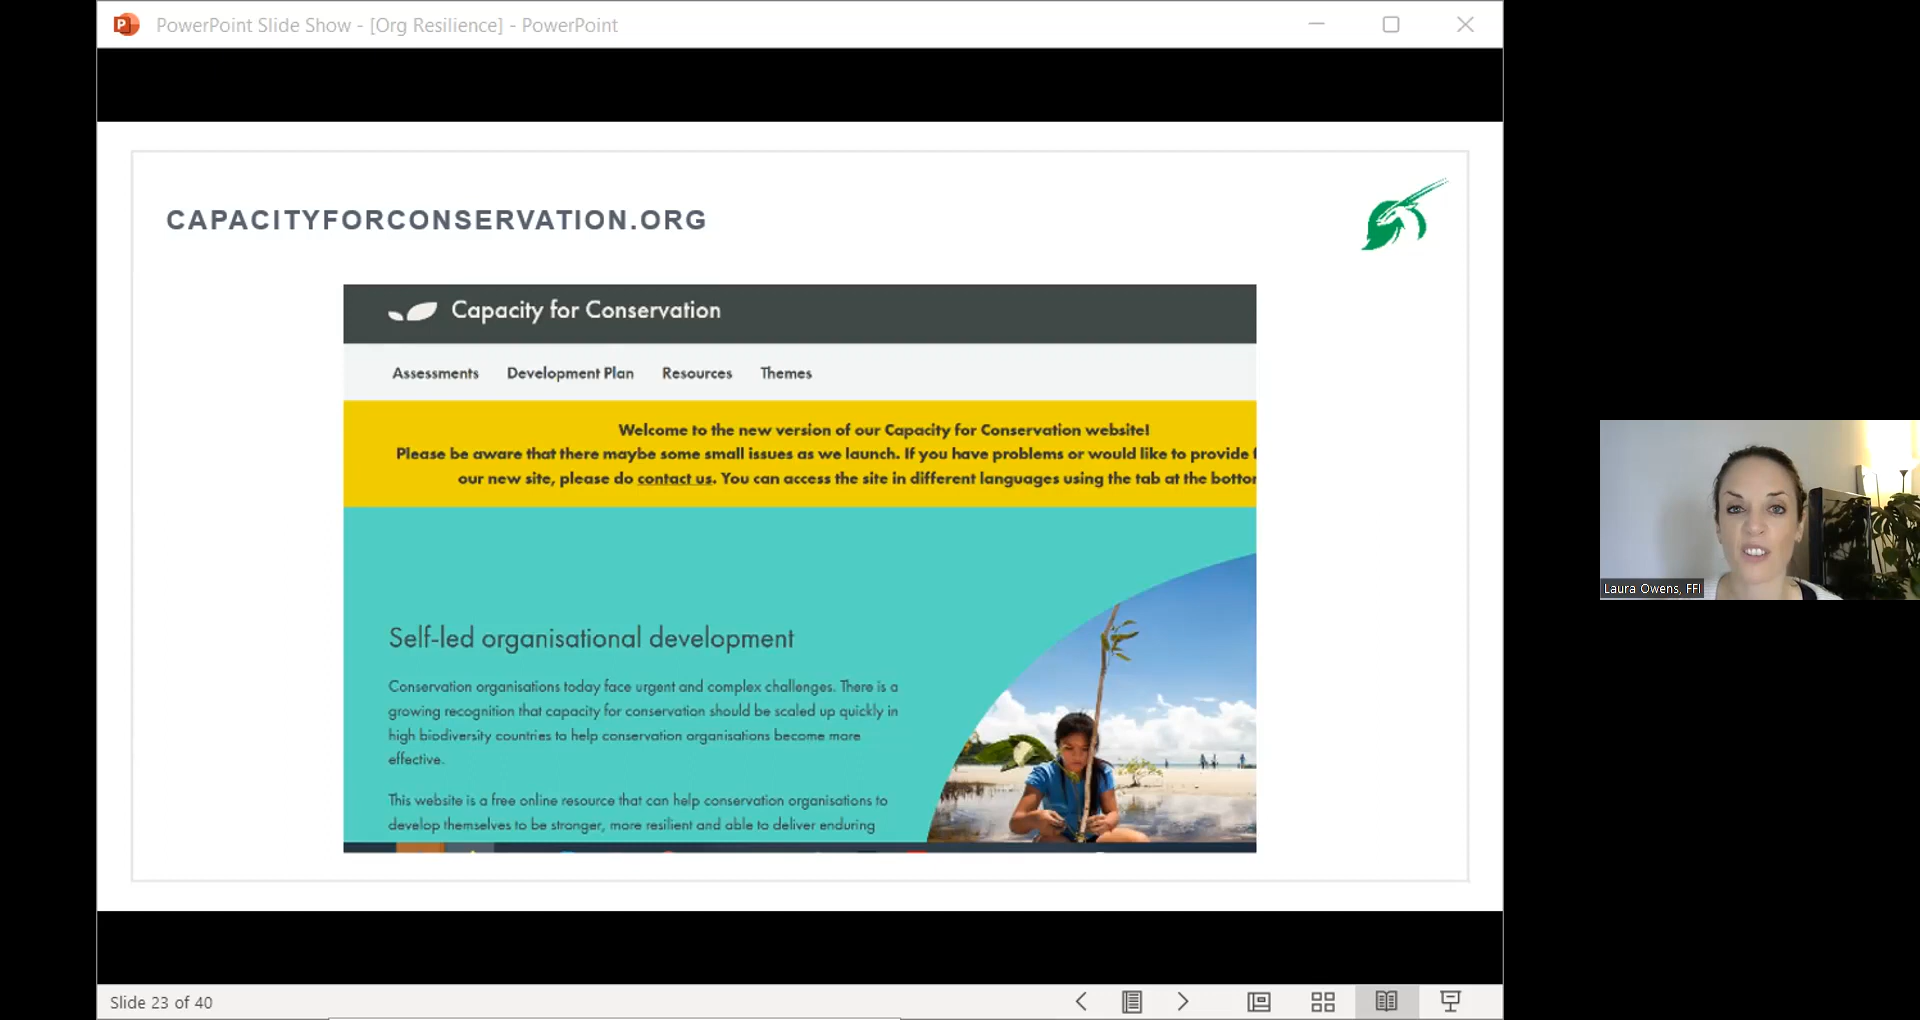 PowerPoint Slide Show - [Org Resilience] - PowerPoint
CAPACITYFORCONSERVATION.ORG
Capacity for Conservation
Assessments Development Plan Resources Themes
Welcome to the new version of our Capacity for Conservation website!
Please be aware that there maybe some small issues as we launch. If you have problems or would like to provide
our new site, please do contact us. You can access the site in different languages using the tab at the
Self-led organisational development
Conservation organisations today face urgent and complex challenges. There is a
growing recognition that capacity for conservation should be scaled up quickly in
high biodiversity countries to help conservation organisations become more
effective.
This website is a free online resource that can help conservation organisations to
develop themselves to be stronger, more resilient and able to deliver enduring
Laura Owens, FFI
Slide 23 of 40